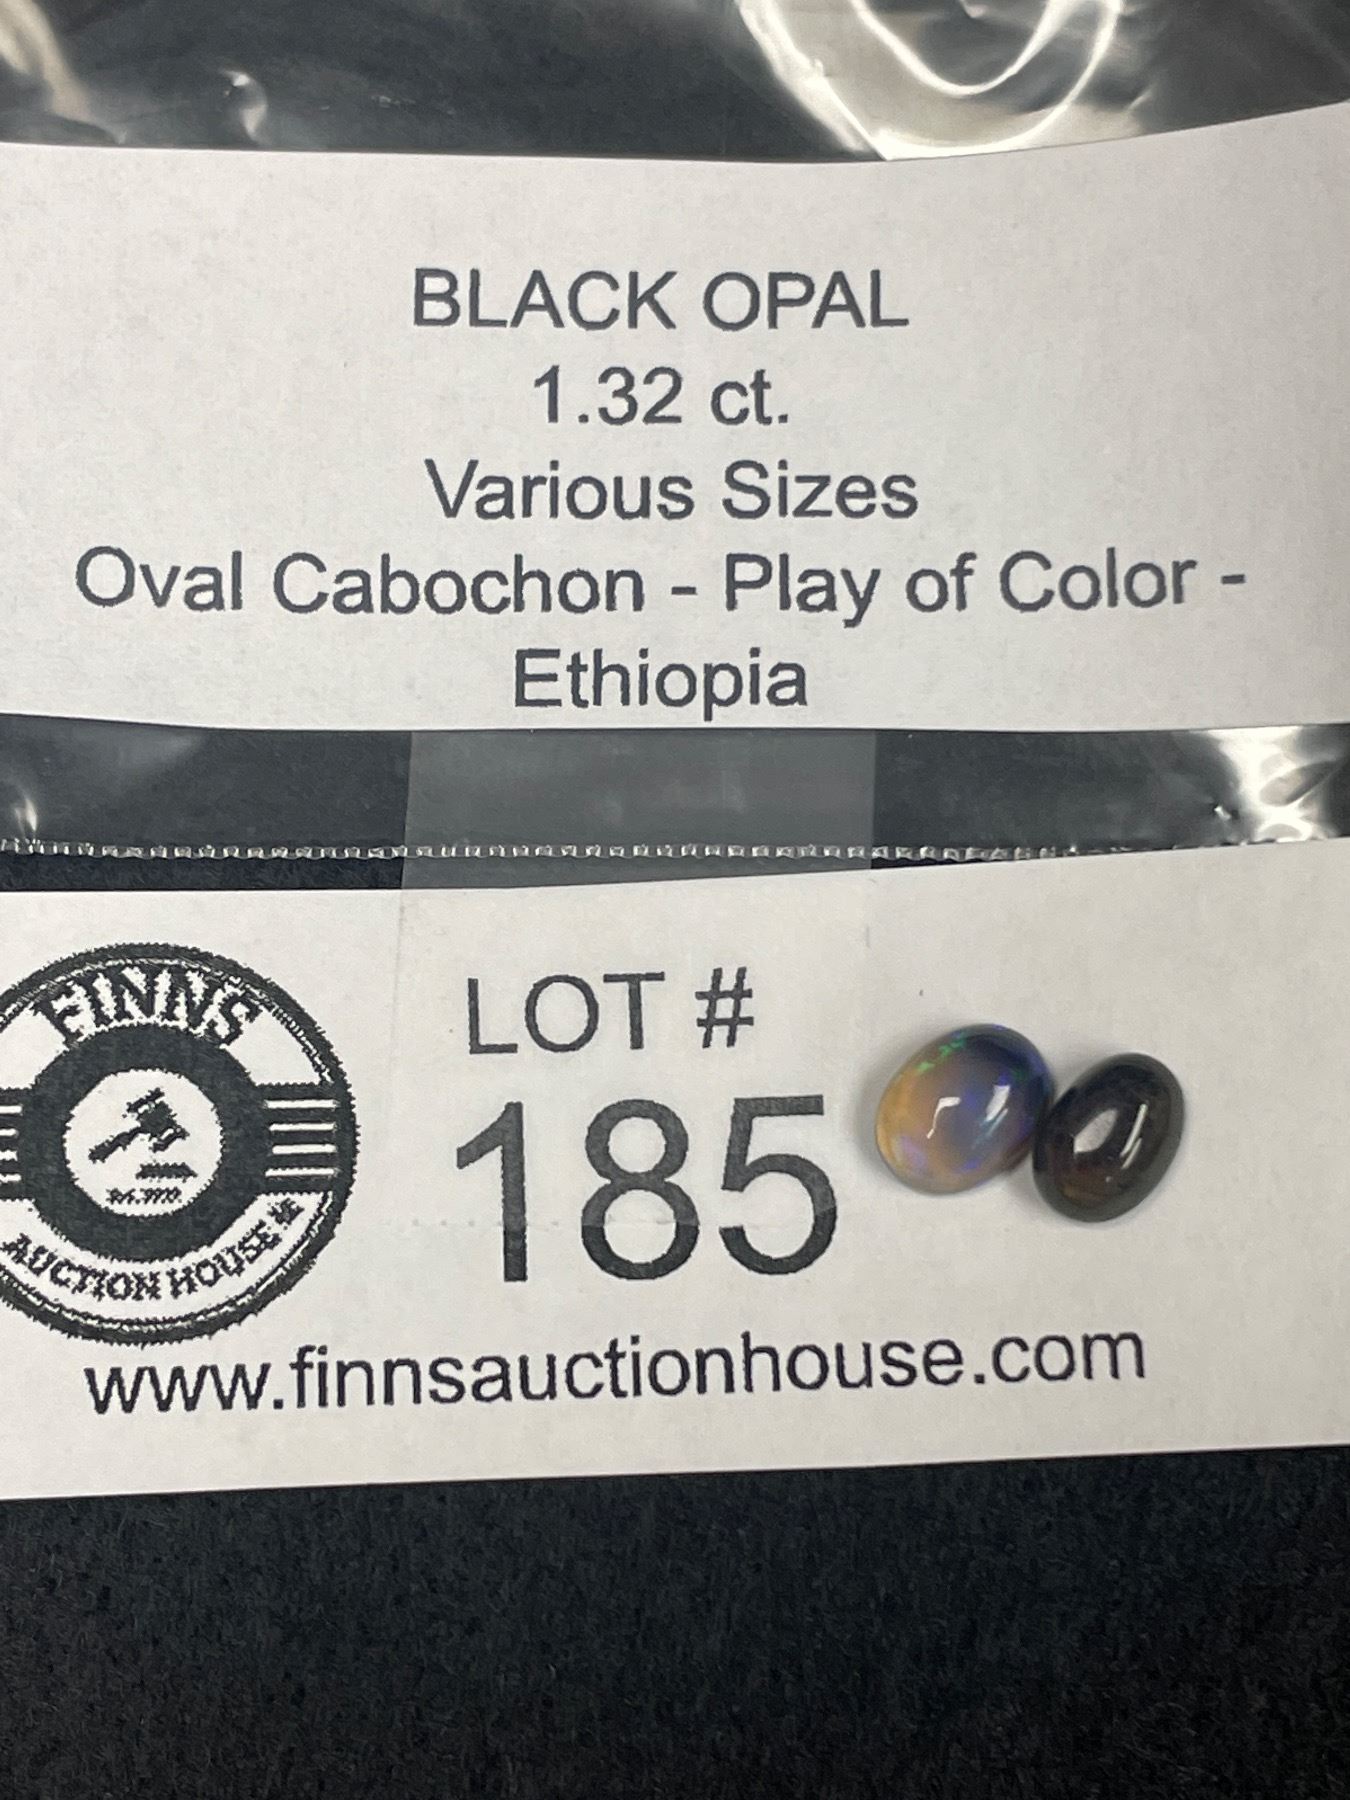 BLACK OPAL
1.32 ct.
Various Sizes
Oval Cabochon - Play of Color -
Ethiopia
FINNS
AUCTION HOUSE
LOT #
185
www.finnsauctionhouse.com